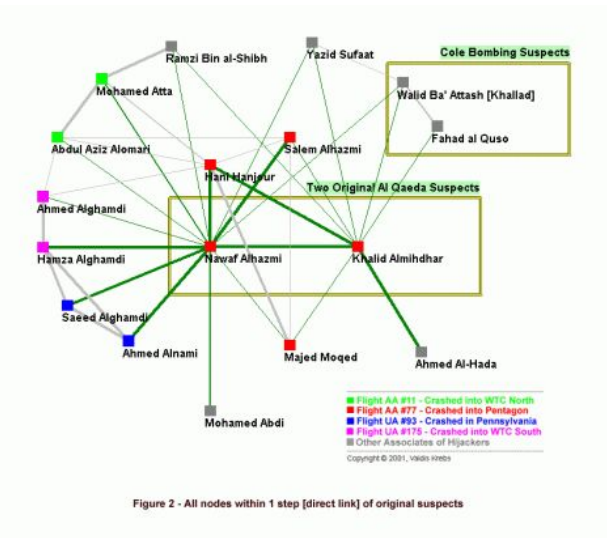 Ramzi Bin al-Shibh
Yazid Sufaat
Cole Bombing Suspects
Mohamed Atta
Walid Ba' Attash [Khallad]
Fahad al Quso
Abdul Aziz Alomari
Salem Alhazmi
Hani Hanjour
Two Original Al Qaeda Suspects
Ahmed Alghamdi
Hamza Alghamdi
Nawaf Alhazmi
Khalid Almihdhar
Saeed Alghamdi
Ahmed Alnami
Majed Moqed
Ahmed Al-Hada
Mohamed Abdi
Flight AA #11 - Crashed into WTC North
Flight AA #77 - Crashed into Pentagon
Flight UA #93 - Crashed in Pennsylvania
Flight UA #175 - Crashed into WTC South
Other Associates of Hijackers
Copyright © 2001, Valdis Krebs
Figure 2 - All nodes within 1 step [direct link] of original suspects